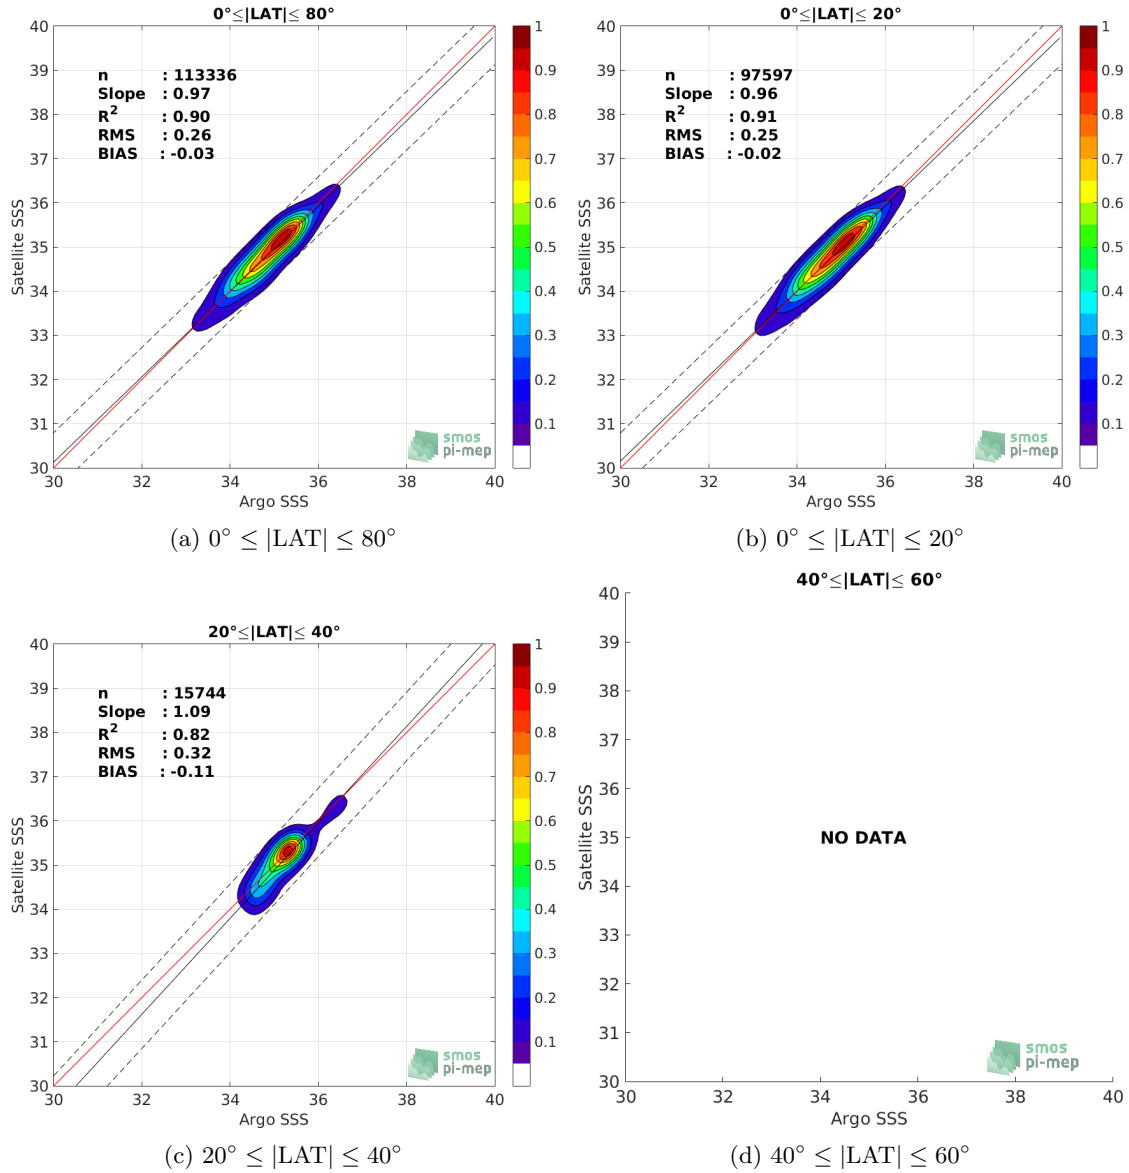 0°≤|LAT|≤ 80°
40
39
38
37
36
35
34
33
32
31
30
Satellite SSS
n : 113336
Slope : 0.97
R2 : 0.90
RMS : 0.26
BIAS : -0.03
smos
pi-mep
30 32 34 36 38 40
Argo SSS
1
0.9
0.8
0.7
0.6
0.5
0.4
0.3
0.2
0.1
(a) 0° ≤ |LAT| ≤ 80°
0°≤|LAT|≤ 20°
40
39
38
37
36
35
34
33
32
31
30
Satellite SSS
n : 97597
Slope : 0.96
R2 : 0.91
RMS : 0.25
BIAS : -0.02
smos
pi-mep
30 32 34 36 38 40
Argo SSS
1
0.9
0.8
0.7
0.6
0.5
0.4
0.3
0.2
0.1
(b) 0° ≤ |LAT| ≤ 20°
20°≤|LAT|≤ 40°
40
39
38
37
36
35
34
33
32
31
30
Satellite SSS
n : 15744
Slope : 1.09
R2 : 0.82
RMS : 0.32
BIAS : -0.11
smos
pi-mep
30 32 34 36 38 40
Argo SSS
1
0.9
0.8
0.7
0.6
0.5
0.4
0.3
0.2
0.1
(c) 20° ≤ |LAT| ≤ 40°
40°≤|LAT|≤ 60°
40
39
38
37
36
35
34
33
32
31
30
Satellite SSS
NO DATA
smos
pi-mep
30 32 34 36 38 40
Argo SSS
(d) 40° ≤ |LAT| ≤ 60°